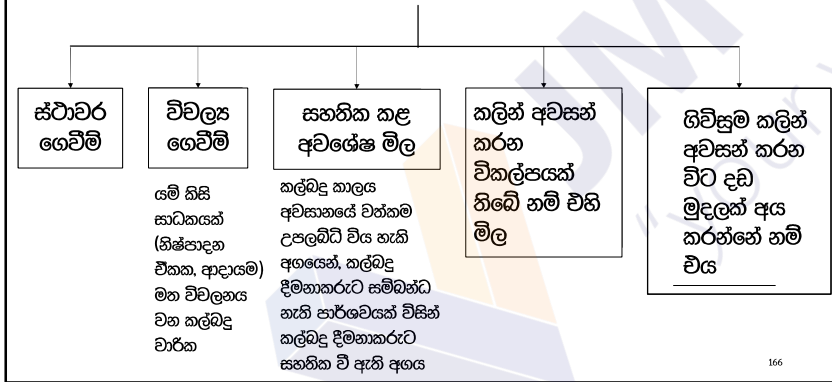 ස්ථාවර
ගෙවීම්
විචල්‍ය
ගෙවීම්
යම් කිසි
සාධකයක්
(නිෂ්පාදන
ඒකක, ආදායම)
මත විචලනය
වන කල්බදු
වාරික
සහතික කළ
අවශේෂ මිල
කල්බදු කාලය
අවසානයේ වත්කම
උපලබ්ධි විය හැකි
අගයෙන්, කල්බදු
දීමනාකරුට සම්බන්ධ
නැති පාර්ශවයක් විසින්
කල්බදු දීමනාකරුට
සහතික වී ඇති අගය
කලින් අවසන්
කරන
විකල්පයක්
තිබේ නම් එහි
මිල
ගිවිසුම කලින්
අවසන් කරන
විට දඩ
මුදලක් අය
කරන්නේ නම්
එය
166
JM
"your